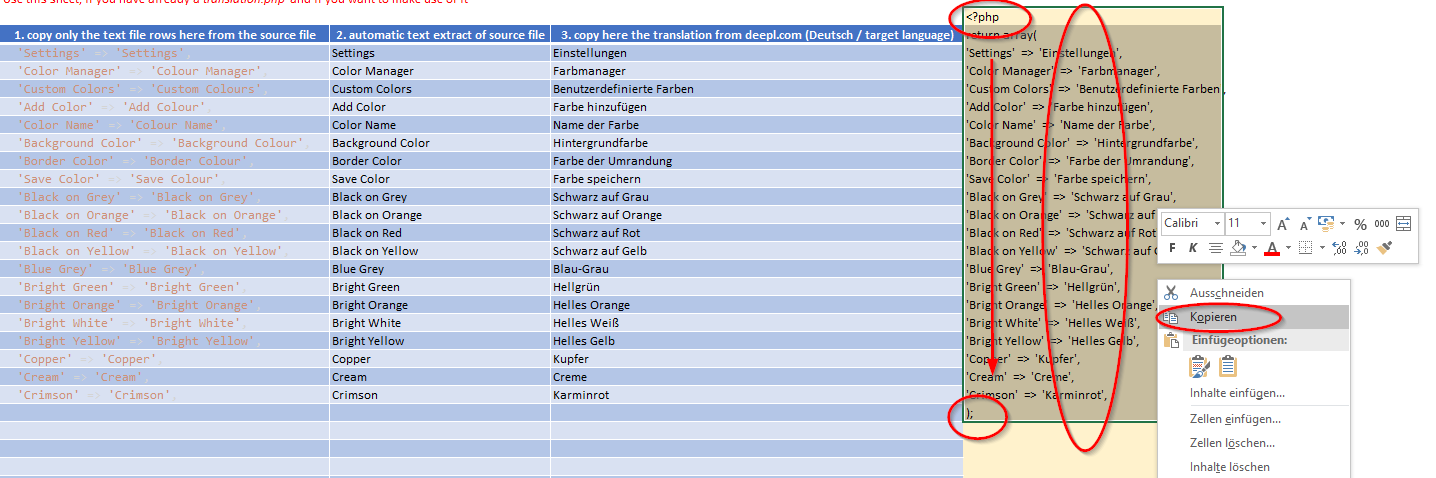 Use this sheet, if you have already a translation.php and if you want to make use of it
<?php
1. copy only the text file rows here from the source file 2. automatic text extract of source file 3. copy here the translation from deepl.com (Deutsch / target language) return array(
'Settings' => 'Settings', Settings Einstellungen 'Settings' => 'Einstellungen',
'Color Manager' => 'Colour Manager', Color Manager Farbmanager 'Color Manager' => 'Farbmanager',
'Custom Colors' => 'Custom Colours', Custom Colors Benutzerdefinierte Farben 'Custom Colors' => 'Benutzerdefinierte Farben',
'Add Color' => 'Add Colour', Add Color Farbe hinzufügen 'Add Color' => 'Farbe hinzufügen',
'Color Name' => 'Colour Name', Color Name Name der Farbe 'Color Name' => 'Name der Farbe',
'Background Color' => 'Background Colour', Background Color Hintergrundfarbe 'Background Color' => 'Hintergrundfarbe',
'Border Color' => 'Border Colour', Border Color Farbe der Umrandung 'Border Color' => 'Farbe der Umrandung',
'Save Color' => 'Save Colour', Save Color Farbe speichern 'Save Color' => 'Farbe speichern',
'Black on Grey' => 'Black on Grey', Black on Grey Schwarz auf Grau 'Black on Grey' => 'Schwarz auf Grau',
'Black on Orange' => 'Black on Orange', Black on Orange Schwarz auf Orange 'Black on Orange' => 'Schwarz auf
'Black on Red' => 'Black on Red', Black on Red Schwarz auf Rot 'Black on Red' => 'Schwarz auf Rot
'Black on Yellow' => 'Black on Yellow', Black on Yellow Schwarz auf Gelb 'Black on Yellow' => 'Schwarz auf
'Blue Grey' => 'Blue Grey', Blue Grey Blau-Grau 'Blue Grey' => 'Blau-Grau',
'Bright Green' => 'Bright Green', Bright Green Hellgrün 'Bright Green' => 'Hellgrün',
'Bright Orange' => 'Bright Orange', Bright Orange Helles Orange 'Bright Orange' => 'Helles Orange',
'Bright White' => 'Bright White', Bright White Helles Weiß 'Bright White' => 'Helles Weiß',
'Bright Yellow' => 'Bright Yellow', Bright Yellow Helles Gelb 'Bright Yellow' => 'Helles Gelb',
'Copper' => 'Copper', Copper Kupfer 'Copper' => 'Kupfer',
'Cream' => 'Cream', Cream Creme 'Cream' => 'Creme',
'Crimson' => 'Crimson', Crimson Karminrot 'Crimson' => 'Karminrot',
);
Calibri 11 % 000
F K A ,00 ,00
Ausschneiden
Kopieren
Einfügeoptionen:
Inhalte einfügen...
Zellen einfügen...
Zellen löschen...
Inhalte löschen